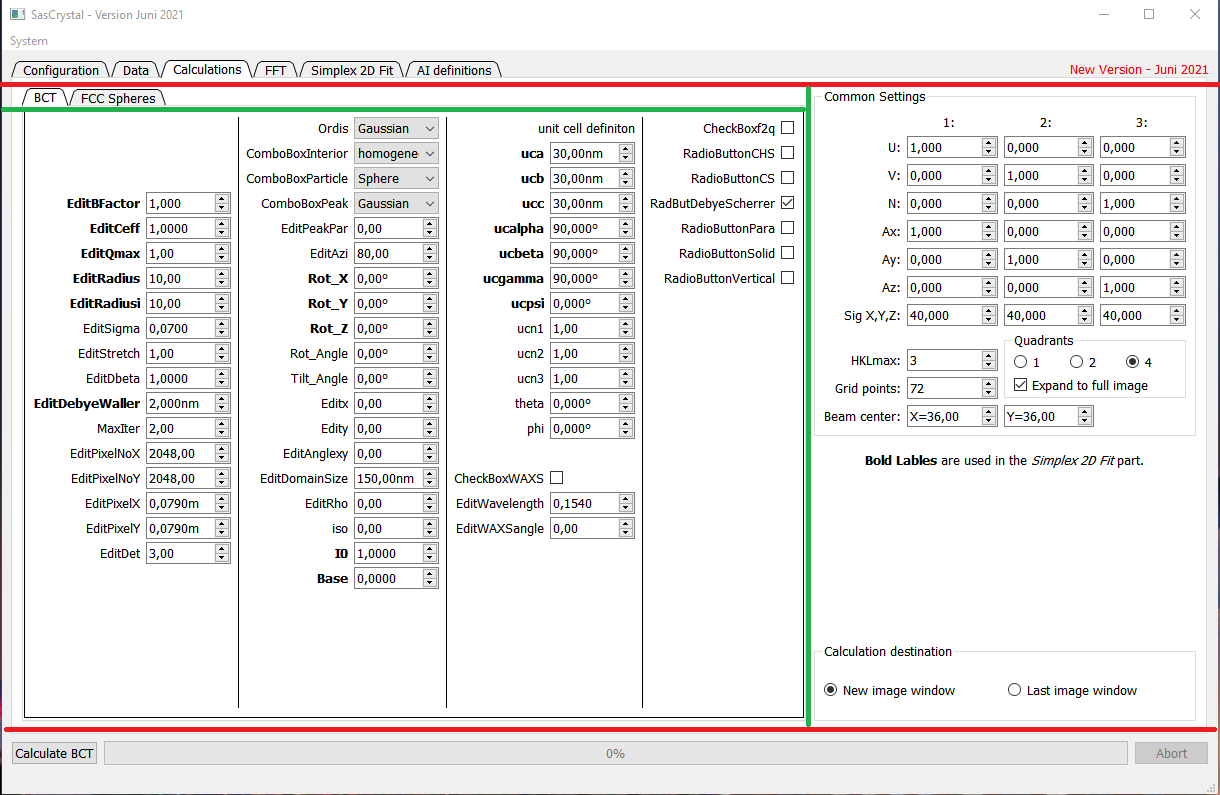 SasCrystal - Version Juni 2021
System
Configuration Data Calculations FFT Simplex 2D Fit AI definitions New Version - Juni 2021
BCT FCC Spheres
EditBFactor 1,000
EditCeff 1,0000
EditQmax 1,00
EditRadius 10,00
EditRadiusi 10,00
EditSigma 0,0700
EditStretch 1,00
EditDbeta 1,0000
EditDebyeWaller 2,000nm
MaxIter 2,00
EditPixelNoX 2048,00
EditPixelNoY 2048,00
EditPixelX 0,0790m
EditPixelY 0,0790m
EditDet 3,00
Ordis Gaussian
ComboBoxInterior homogene
ComboBoxParticle Sphere
ComboBoxPeak Gaussian
EditPeakPar 0,00
EditAzi 80,00
Rot_X 0,00º
Rot_Y 0,00º
Rot_Z 0,00º
Rot_Angle 0,00º
Tilt_Angle 0,00º
Editx 0,00
Edity 0,00
EditAnglexy 0,00
EditDomainSize 150,00nm
EditRho 0,00
iso 0,00
I0 1,0000
Base 0,0000
unit cell definiton
uca 30,00nm
ucb 30,00nm
ucc 30,00nm
ucalpha 90,000º
ucbeta 90,000º
ucgamma 90,000º
ucpsi 0,000º
ucn1 1,00
ucn2 1,00
ucn3 1,00
theta 0,000º
phi 0,000º
CheckBoxWAXS
EditWavelength 0,1540
EditWAXSangle 0,00
CheckBoxf2q
RadioButtonCHS
RadioButtonCS
RadButDebyeScherrer
RadioButtonPara
RadioButtonSolid
RadioButtonVertical
Common Settings
1: 2: 3:
U: 1,000 0,000 0,000
V: 0,000 1,000 0,000
N: 0,000 0,000 1,000
Ax: 1,000 0,000 0,000
Ay: 0,000 1,000 0,000
Az: 0,000 0,000 1,000
Sig X,Y,Z: 40,000 40,000 40,000
HKLmax: 3
Grid points: 72
Quadrants
1 2 4
Expand to full image
Beam center: X=36,00 Y=36,00
Bold Lables are used in the Simplex 2D Fit part.
Calculation destination
New image window Last image window
Calculate BCT 0% Abort